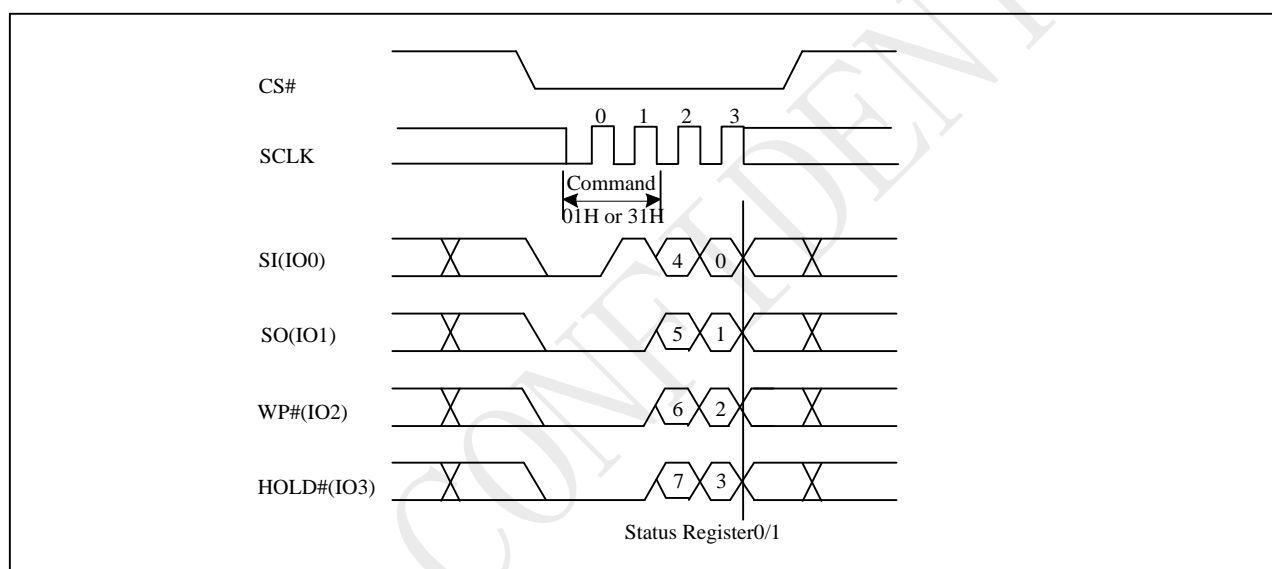 CS#
0 1 2 3
SCLK
Command
01H or 31H
SI(IO0) 4 0
SO(IO1) 5 1
WP#(IO2) 6 2
HOLD#(IO3) 7 3
Status Register0/1
CONFIDENT